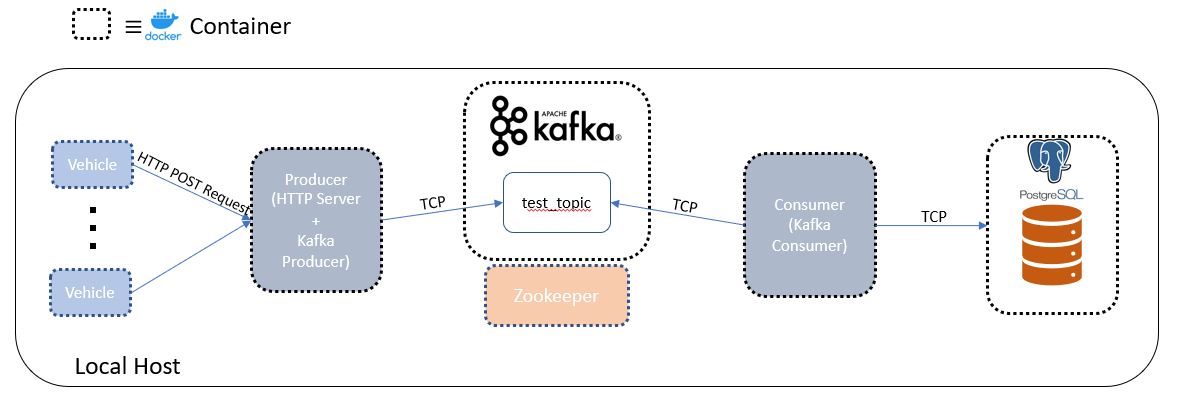 ≡ docker Container
Vehicle
HTTP POST Request
Vehicle
Producer
(HTTP Server
+
Kafka
Producer)
TCP
APACHE
kafka®
test_topic
Zookeeper
TCP
Consumer
(Kafka
Consumer)
TCP
PostgreSQL
Local Host